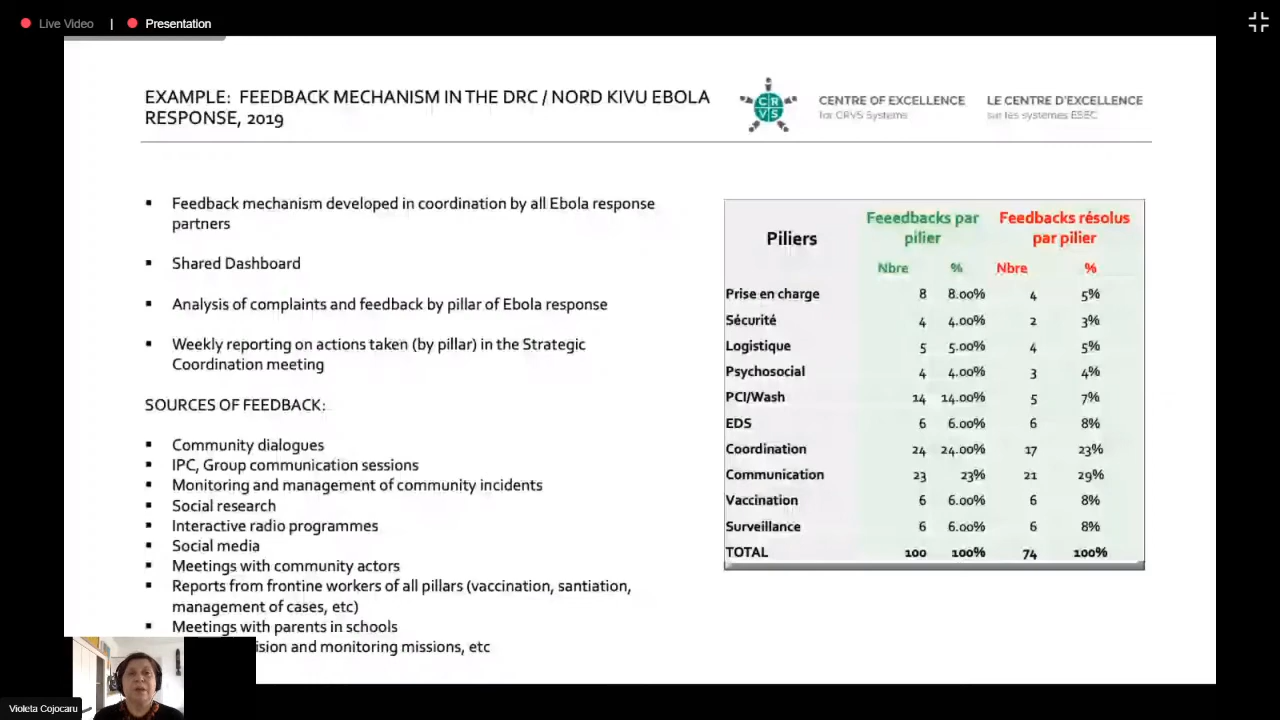 Live Video | Presentation
EXAMPLE: FEEDBACK MECHANISM IN THE DRC / NORD KIVU EBOLA
RESPONSE, 2019
CRVS
CENTRE OF EXCELLENCE
for CRVS Systems
LE CENTRE D'EXCELLENCE
sur les systèmes ESEC
▪ Feedback mechanism developed in coordination by all Ebola response
partners
▪ Shared Dashboard
▪ Analysis of complaints and feedback by pillar of Ebola response
▪ Weekly reporting on actions taken (by pillar) in the Strategic
Coordination meeting
SOURCES OF FEEDBACK:
▪ Community dialogues
▪ IPC, Group communication sessions
▪ Monitoring and management of community incidents
▪ Social research
▪ Interactive radio programmes
▪ Social media
▪ Meetings with community actors
▪ Reports from frontine workers of all pillars (vaccination, santiation,
management of cases, etc)
▪ Meetings with parents in schools
ision and monitoring missions, etc
Piliers
Feeedbacks par
pilier
Feedbacks résolus
par pilier
Nbre % Nbre %
Prise en charge 8 8.00% 4 5%
Sécurité 4 4.00% 2 3%
Logistique 5 5.00% 4 5%
Psychosocial 4 4.00% 3 4%
PCI/Wash 14 14.00% 5 7%
EDS 6 6.00% 6 8%
Coordination 24 24.00% 17 23%
Communication 23 23% 21 29%
Vaccination 6 6.00% 6 8%
Surveillance 6 6.00% 6 8%
TOTAL 100 100% 74 100%
Violeta Cojocaru